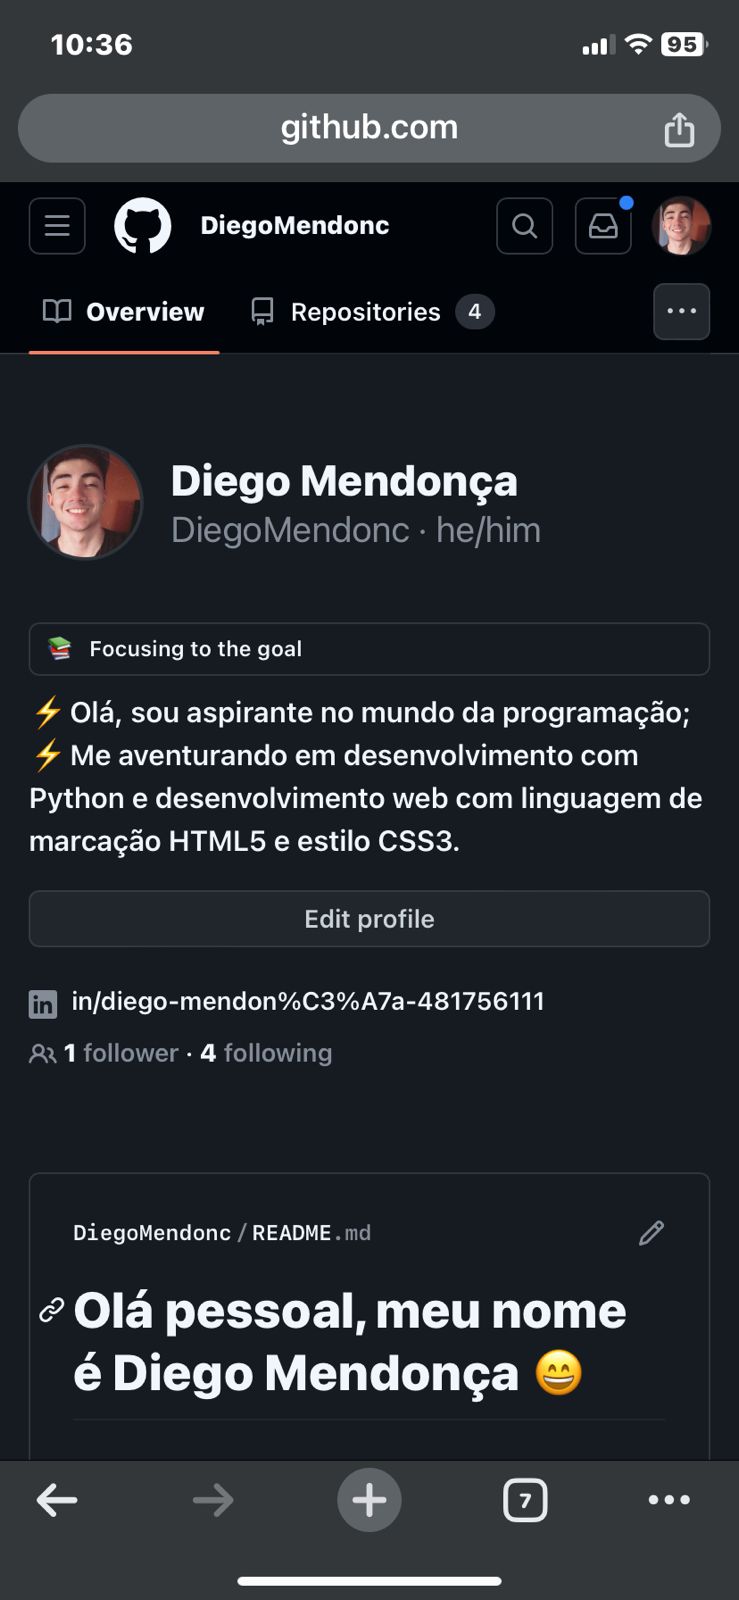 10:36
95
github.com
DiegoMendonc
Overview
Repositories 4
Diego Mendonça
DiegoMendonc · he/him
📚 Focusing to the goal
⚡ Olá, sou aspirante no mundo da programação;
⚡ Me aventurando em desenvolvimento com
Python e desenvolvimento web com linguagem de
marcação HTML5 e estilo CSS3.
Edit profile
in in/diego-mendon%C3%A7a-481756111
1 follower · 4 following
DiegoMendonc / README.md
Olá pessoal, meu nome
é Diego Mendonça 😄
7